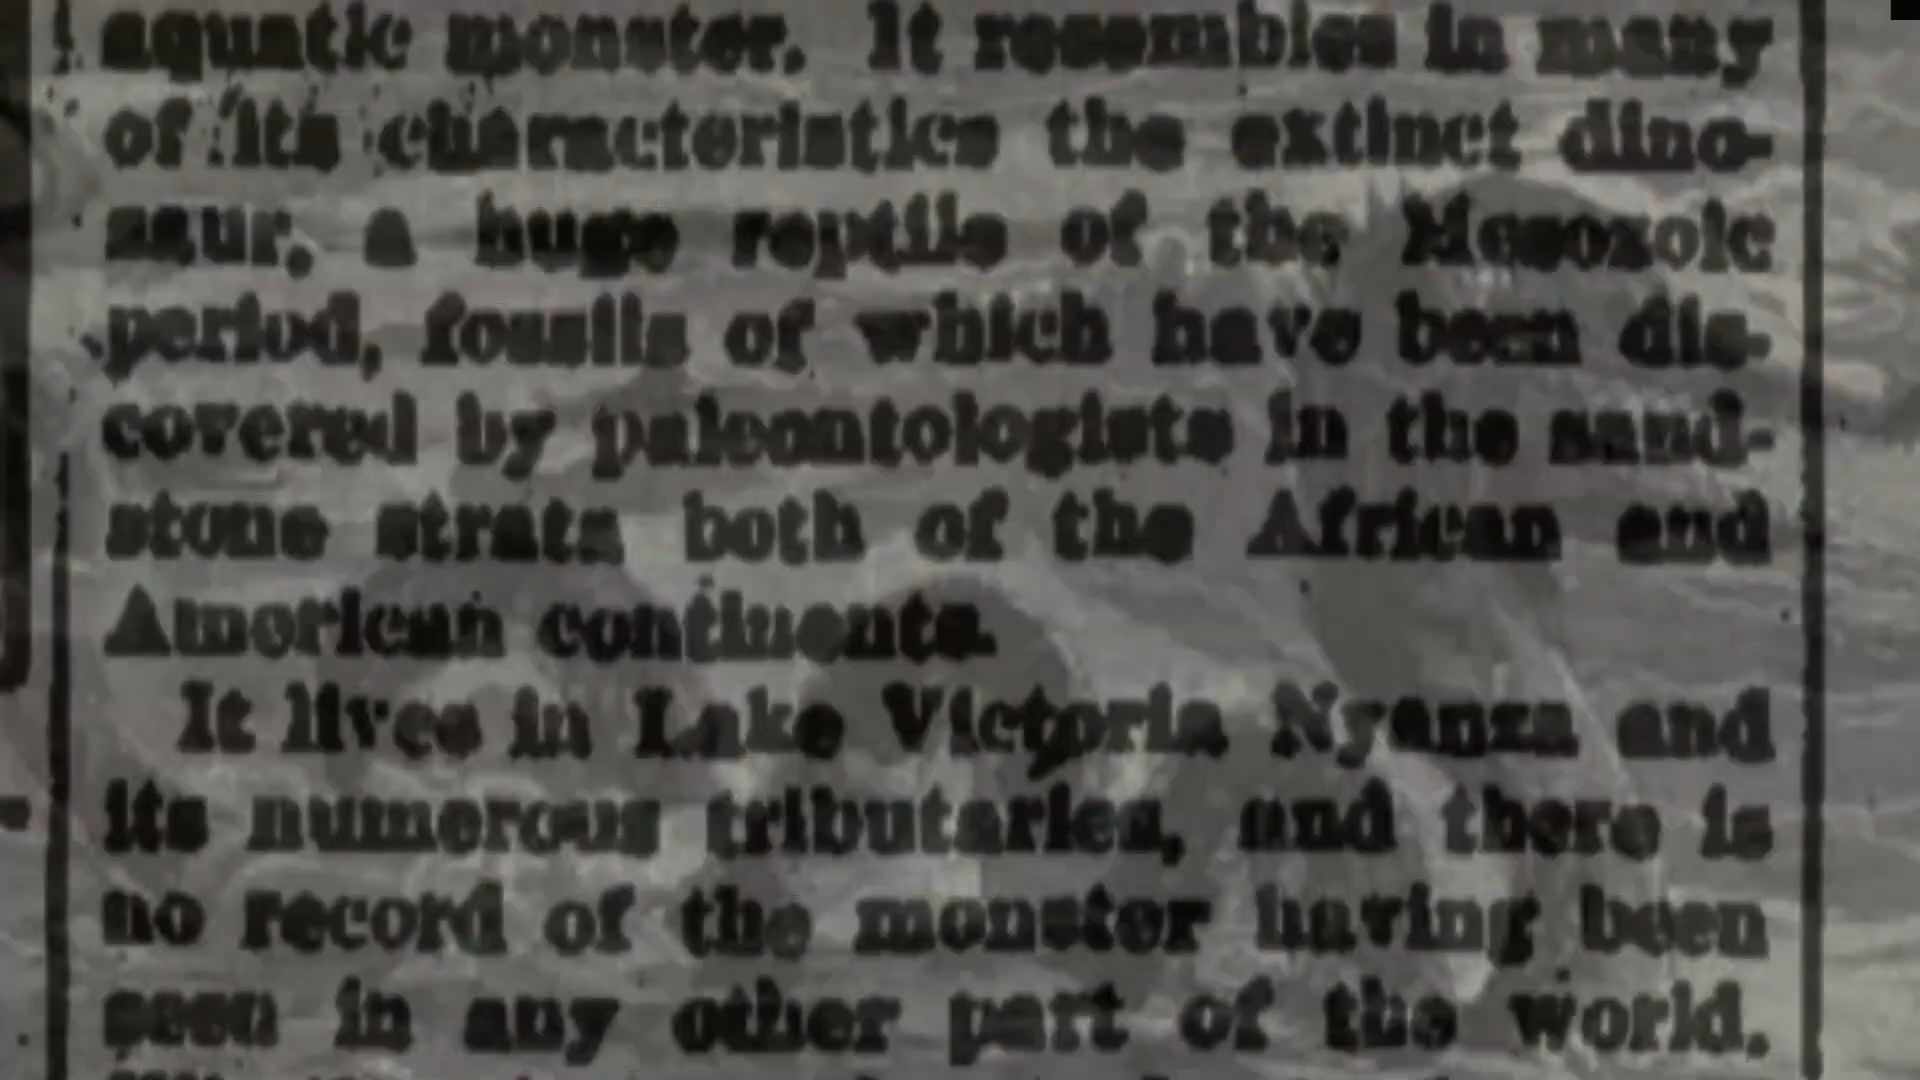 aquatic monster. It resembles in many
of its characteristics the extinct dino-
saur, a huge reptile of the Mesozoic
period, fossils of which have been dis-
covered by paleontologists in the sand-
stone strata both of the African and
American continents.
It lives in Lake Victoria Nyanza and
its numerous tributaries, and there is
no record of the monster having been
seen in any other part of the world.